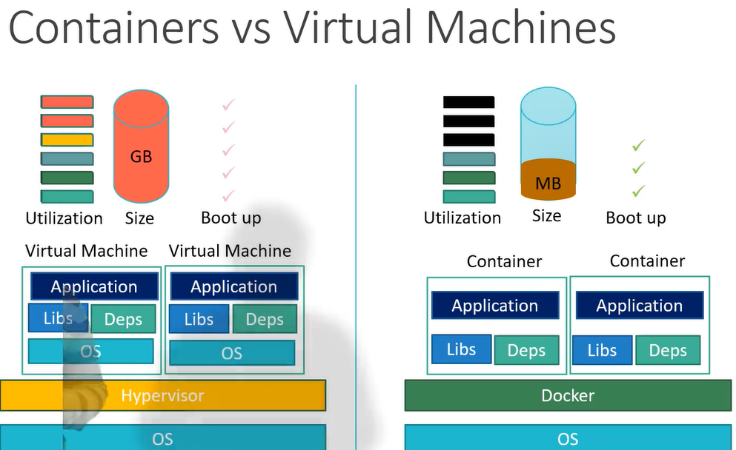 Containers vs Virtual Machines
GB
Utilization Size Boot up
Virtual Machine Virtual Machine
Application Application
Libs Deps Libs Deps
OS OS
Hypervisor
OS
MB
Utilization Size Boot up
Container Container
Application Application
Libs Deps Libs Deps
Docker
OS